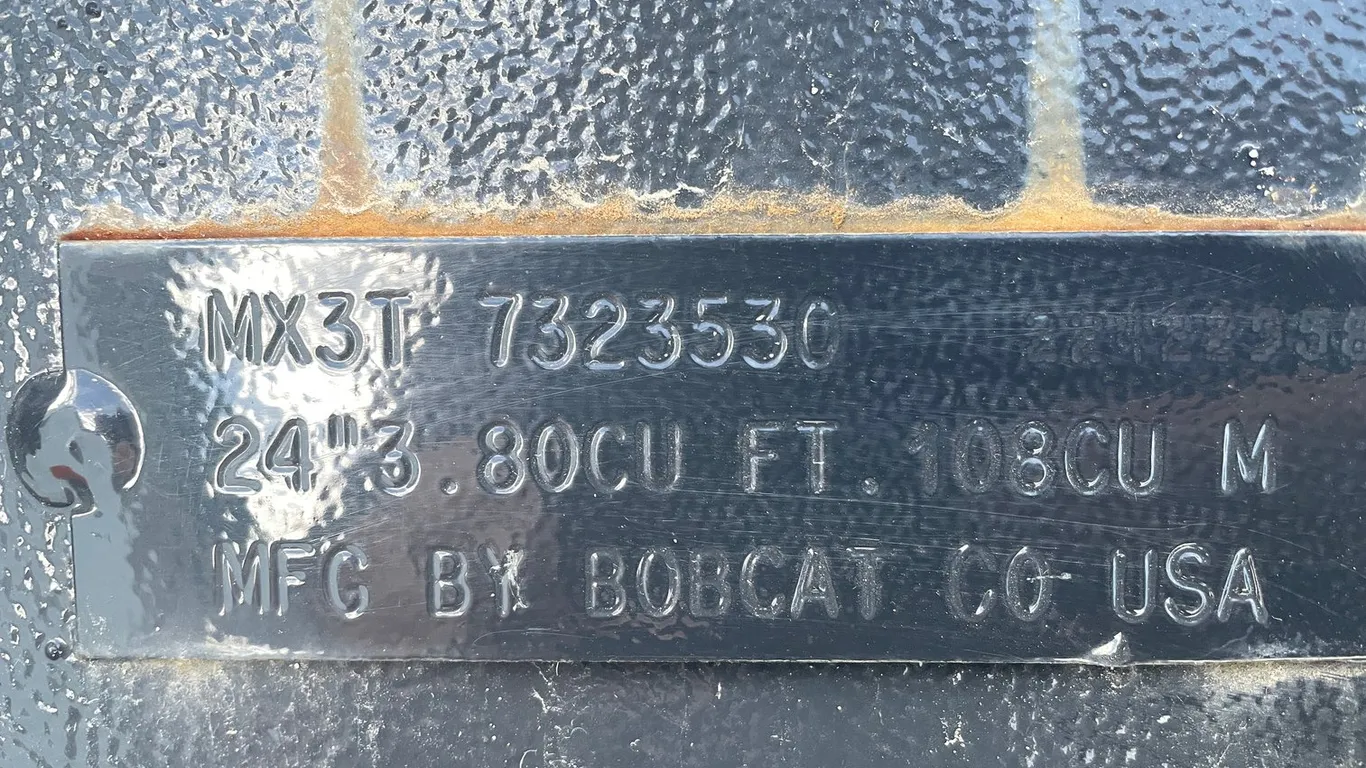 MX3T 7323530
24"3.80CU FT. 108CU M
MFG BY BOBCAT CO USA